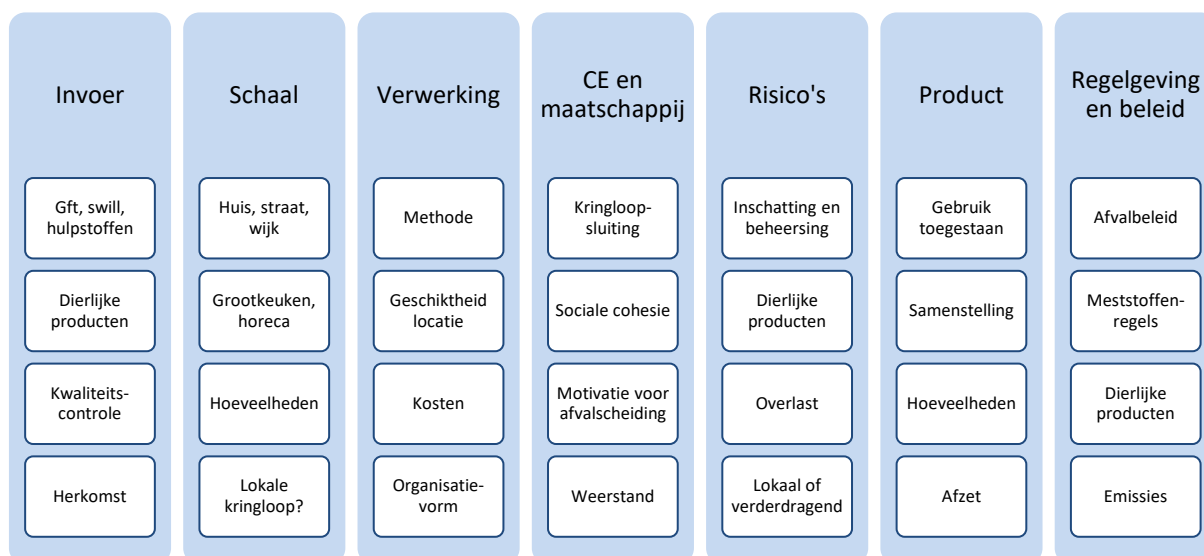 Invoer
Gft, swill,
hulpstoffen
Dierlijke
producten
Kwaliteits-
controle
Herkomst
Schaal
Huis, straat,
wijk
Grootkeuken,
horeca
Hoeveelheden
Lokale
kringloop?
Verwerking
Methode
Geschiktheid
locatie
Kosten
Organisatie-
vorm
CE en
maatschappij
Kringloop-
sluiting
Sociale cohesie
Motivatie voor
afvalscheiding
Weerstand
Risico's
Inschatting en
beheersing
Dierlijke
producten
Overlast
Lokaal of
verderdragend
Product
Gebruik
toegestaan
Samenstelling
Hoeveelheden
Afzet
Regelgeving
en beleid
Afvalbeleid
Meststoffen-
regels
Dierlijke
producten
Emissies